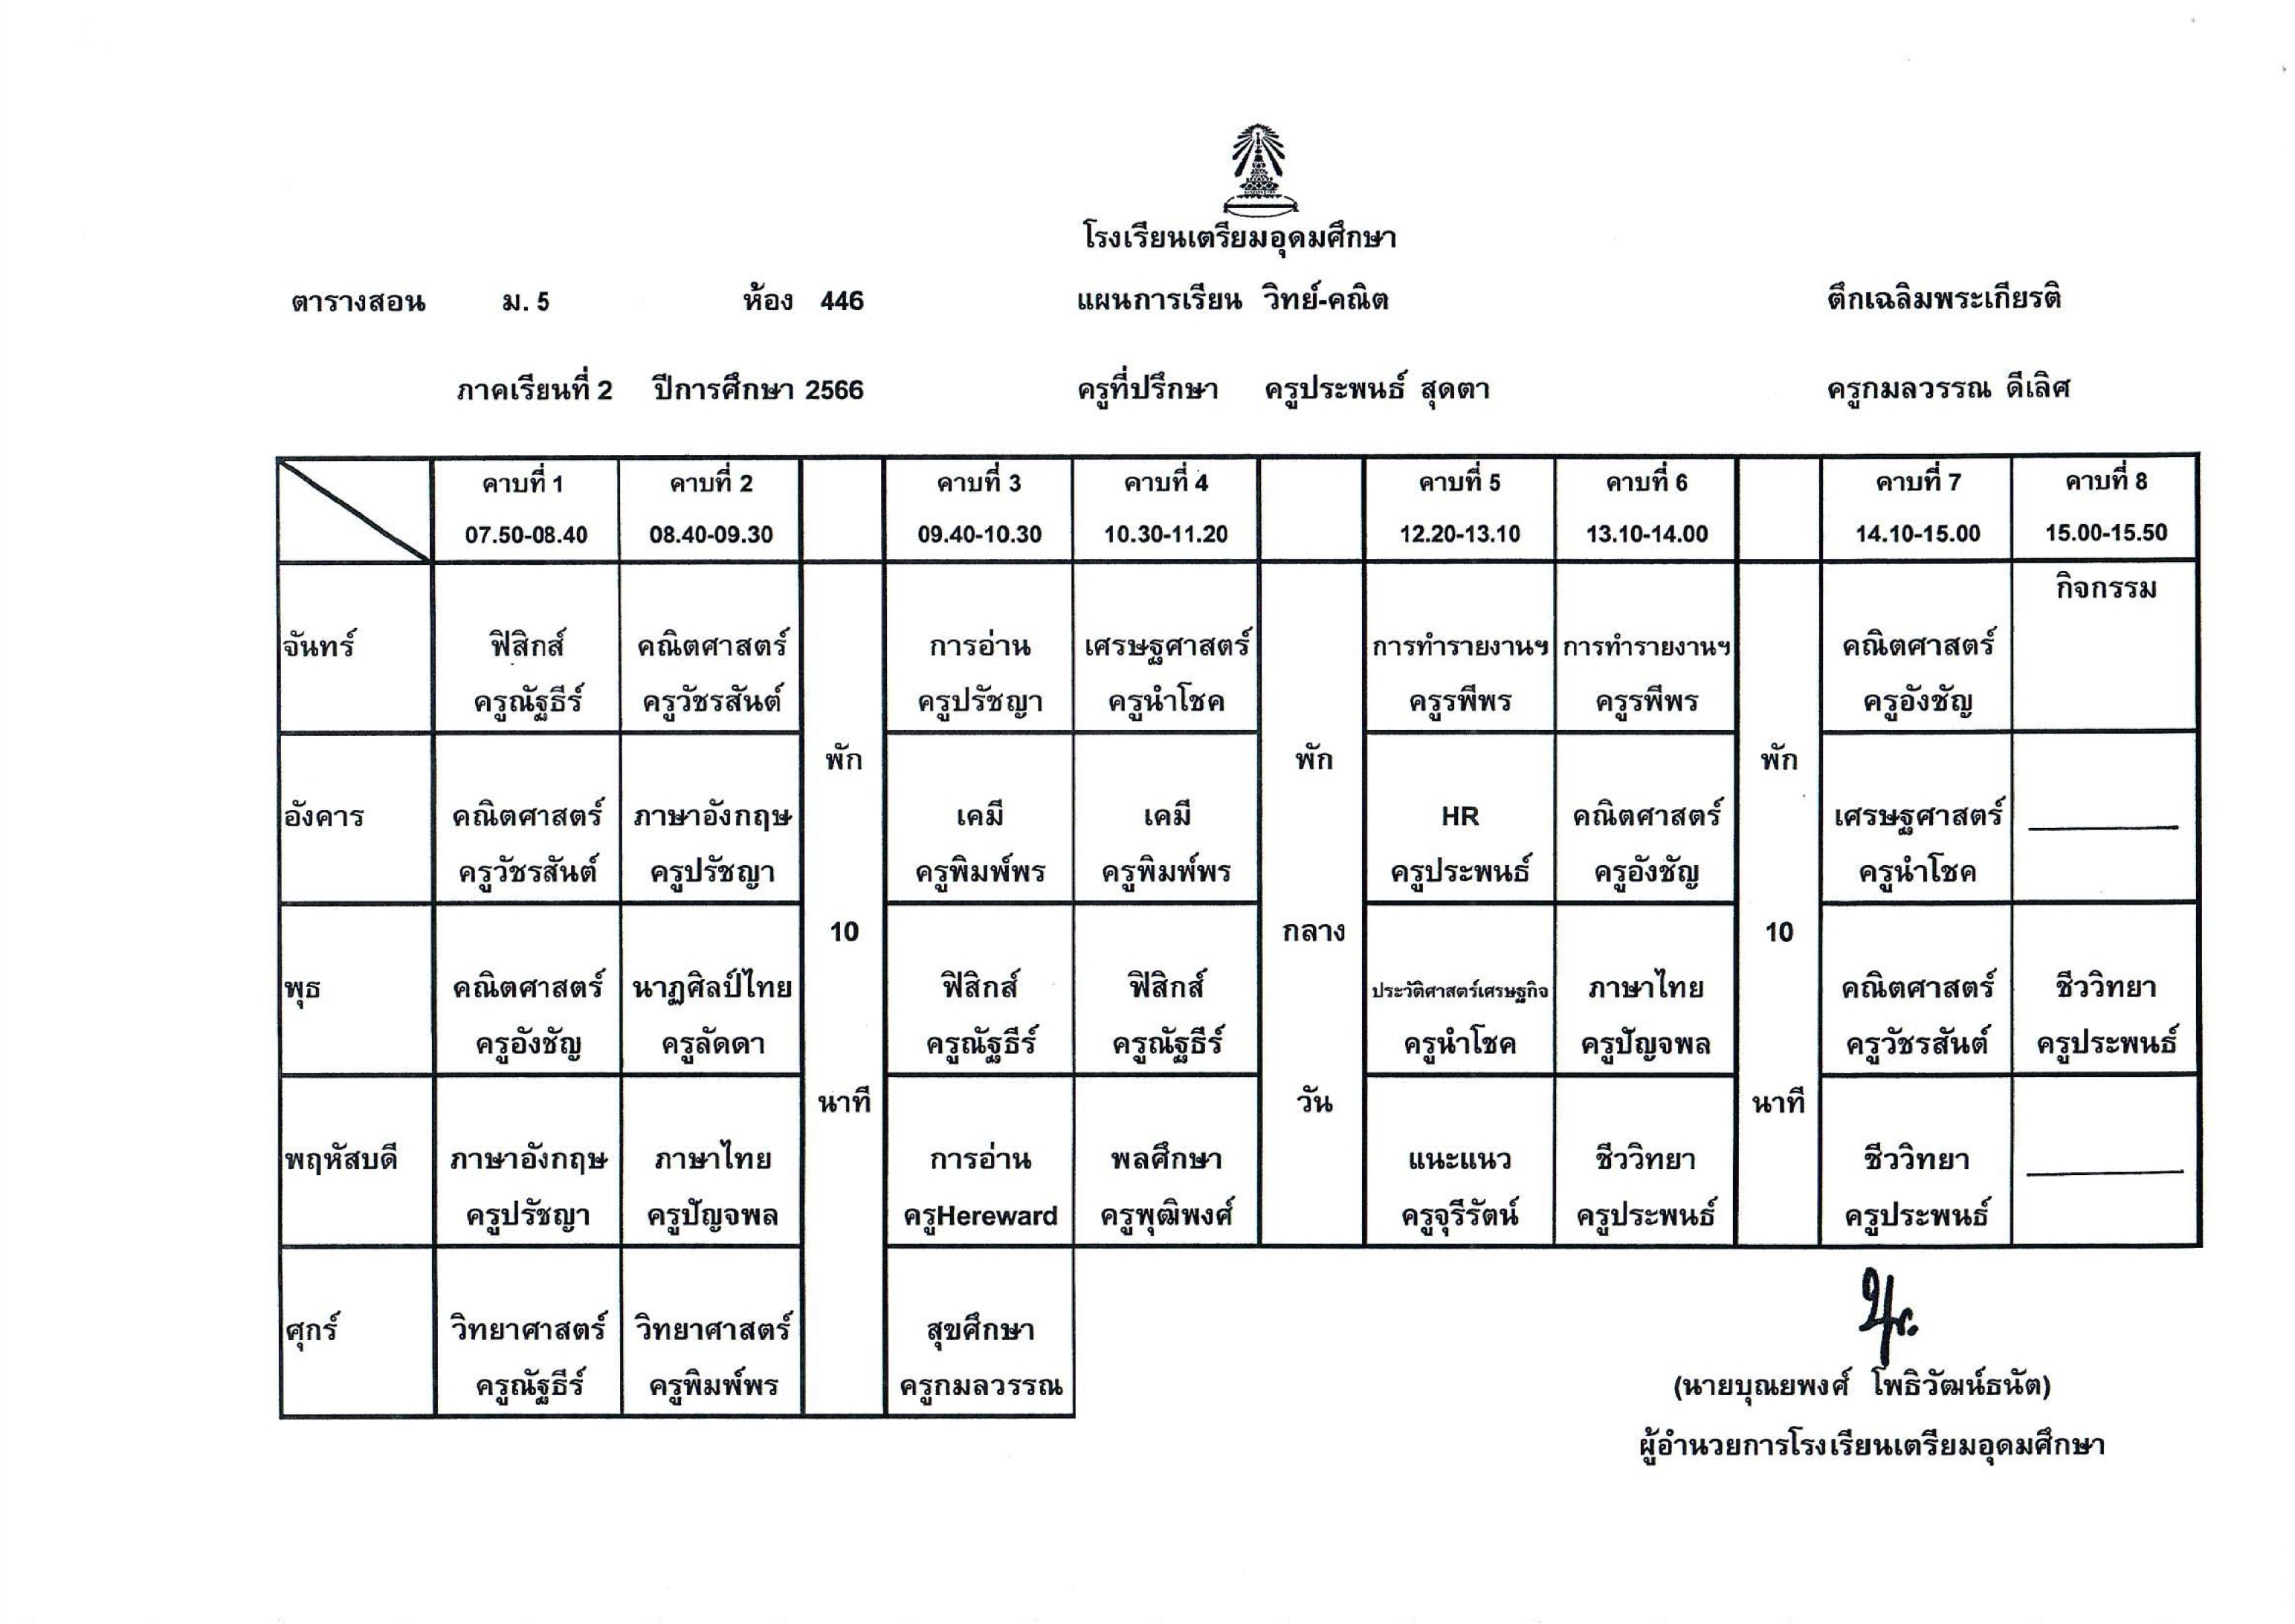 โรงเรียนเตรียมอุดมศึกษา
ตารางสอน ม. 5 ห้อง 446 แผนการเรียน วิทย์-คณิต ตึกเฉลิมพระเกียรติ
ภาคเรียนที่ 2 ปีการศึกษา 2566 ครูที่ปรึกษา ครูประพนธ์ สุดตา ครูกมลวรรณ ดีเลิศ
คาบที่ 1 คาบที่ 2 คาบที่ 3 คาบที่ 4 คาบที่ 5 คาบที่ 6 คาบที่ 7 คาบที่ 8
07.50-08.40 08.40-09.30 09.40-10.30 10.30-11.20 12.20-13.10 13.10-14.00 14.10-15.00 15.00-15.50
กิจกรรม
จันทร์ ฟิสิกส์ คณิตศาสตร์ การอ่าน เศรษฐศาสตร์ การทำรายงานฯ การทำรายงานฯ คณิตศาสตร์
ครูณัฐธีร์ ครูวัชรสันต์ ครูปรัชญา ครูนำโชค ครูรพีพร ครูรพีพร ครูอังชัญ
พัก พัก พัก
อังคาร คณิตศาสตร์ ภาษาอังกฤษ เคมี เคมี HR คณิตศาสตร์ เศรษฐศาสตร์
ครูวัชรสันต์ ครูปรัชญา ครูพิมพ์พร ครูพิมพ์พร ครูประพนธ์ ครูอังชัญ ครูนำโชค
10 กลาง 10
พุธ คณิตศาสตร์ นาฏศิลป์ไทย ฟิสิกส์ ฟิสิกส์ ประวัติศาสตร์เศรษฐกิจ ภาษาไทย คณิตศาสตร์ ชีววิทยา
ครูอังชัญ ครูลัดดา ครูณัฐธีร์ ครูณัฐธีร์ ครูนำโชค ครูปัญจพล ครูวัชรสันต์ ครูประพนธ์
นาที วัน นาที
พฤหัสบดี ภาษาอังกฤษ ภาษาไทย การอ่าน พลศึกษา แนะแนว ชีววิทยา ชีววิทยา
ครูปรัชญา ครูปัญจพล ครูHereward ครูพุฒิพงศ์ ครูจุรีรัตน์ ครูประพนธ์ ครูประพนธ์
ศุกร์ วิทยาศาสตร์ วิทยาศาสตร์ สุขศึกษา
ครูณัฐธีร์ ครูพิมพ์พร ครูกมลวรรณ
(นายบุณยพงศ์ โพธิวัฒน์ธนัต)
ผู้อำนวยการโรงเรียนเตรียมอุดมศึกษา